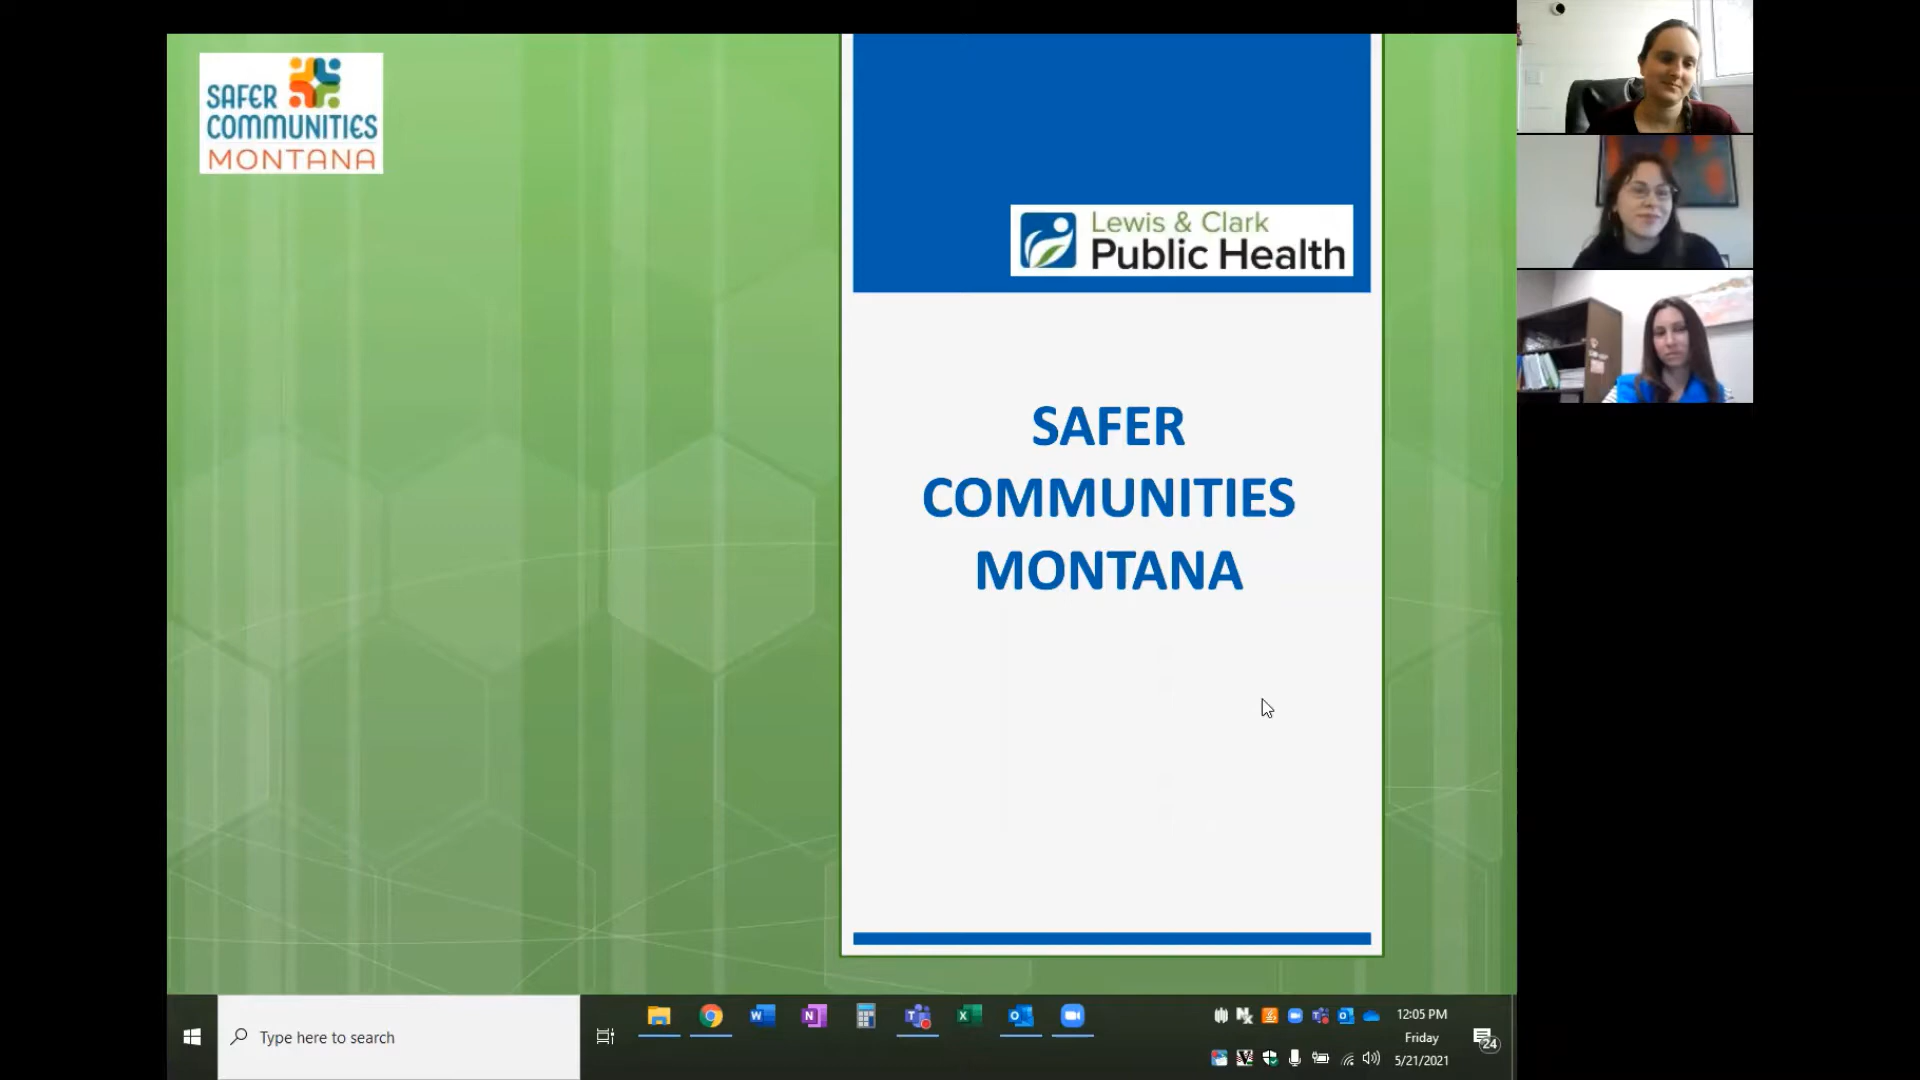 SAFER
COMMUNITIES
MONTANA
Lewis & Clark
Public Health
SAFER
COMMUNITIES
MONTANA
Type here to search
12:05 PM
Friday
5/21/2021
24